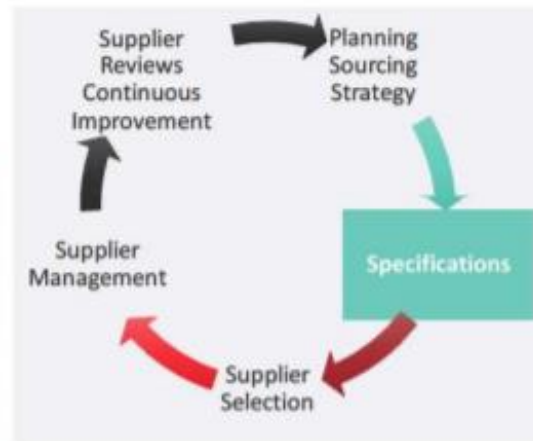 Supplier
Reviews
Continuous
Improvement
Planning
Sourcing
Strategy
Specifications
Supplier
Selection
Supplier
Management